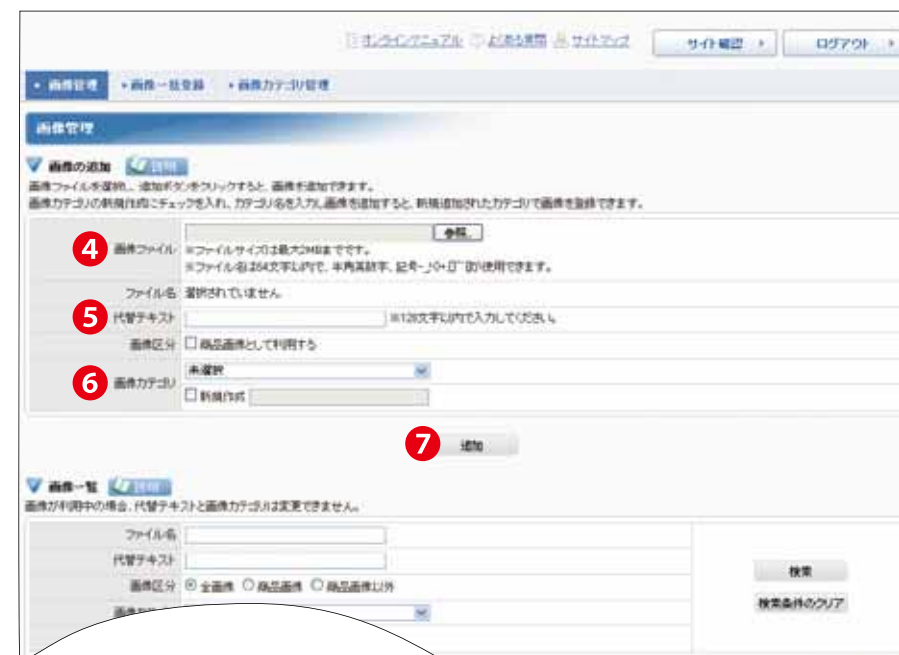 オンラインマニュアル よくある質問 サイトマップ サイト確認 ログアウト
画像管理 画像一括登録 画像カテゴリ管理
画像管理
画像の追加 説明
画像ファイルを選択し、追加ボタンをクリックすると、画像を追加できます。
画像カテゴリの新規作成にチェックを入れ、カテゴリ名を入力し画像を追加すると、新規追加されたカテゴリで画像を登録できます。
参照...
4 画像ファイル ※ファイルサイズは最大2MBまでです。
※ファイル名は64文字以内で、半角英数字、記号
ファイル名 選択されていません
5 代替テキスト ※128文字以内で入力してください。
画像区分 商品画像として利用する
未選択
6 画像カテゴリ
新規作成
7 追加
画像一覧 説明
画像が利用中の場合、代替テキストと画像カテゴリは変更できません。
ファイル名
代替テキスト
検索
画像区分 全画像 商品画像 商品画像以外
検索条件のクリア